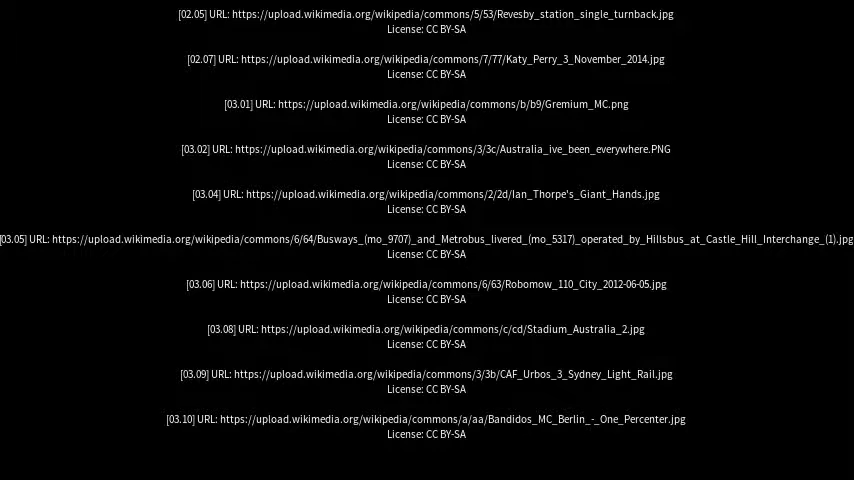 [02.05] URL: https://upload.wikimedia.org/wikipedia/commons/5/53/Revesby_station_single_turnback.jpg
License: CC BY-SA
[02.07] URL: https://upload.wikimedia.org/wikipedia/commons/7/77/Katy_Perry_3_November_2014.jpg
License: CC BY-SA
[03.01] URL: https://upload.wikimedia.org/wikipedia/commons/b/b9/Gremium_MC.png
License: CC BY-SA
[03.02] URL: https://upload.wikimedia.org/wikipedia/commons/3/3c/Australia_ive_been_everywhere.PNG
License: CC BY-SA
[03.04] URL: https://upload.wikimedia.org/wikipedia/commons/2/2d/Ian_Thorpe's_Giant_Hands.jpg
License: CC BY-SA
[03.05] URL: https://upload.wikimedia.org/wikipedia/commons/6/64/Busways_(mo_9707)_and_Metrobus_livered_(mo_5317)_operated_by_Hillsbus_at_Castle_Hill_Interchange_(1).jpg
License: CC BY-SA
[03.06] URL: https://upload.wikimedia.org/wikipedia/commons/6/63/Robomow_110_City_2012-06-05.jpg
License: CC BY-SA
[03.08] URL: https://upload.wikimedia.org/wikipedia/commons/c/cd/Stadium_Australia_2.jpg
License: CC BY-SA
[03.09] URL: https://upload.wikimedia.org/wikipedia/commons/3/3b/CAF_Urbos_3_Sydney_Light_Rail.jpg
License: CC BY-SA
[03.10] URL: https://upload.wikimedia.org/wikipedia/commons/a/aa/Bandidos_MC_Berlin_-_One_Percenter.jpg
License: CC BY-SA